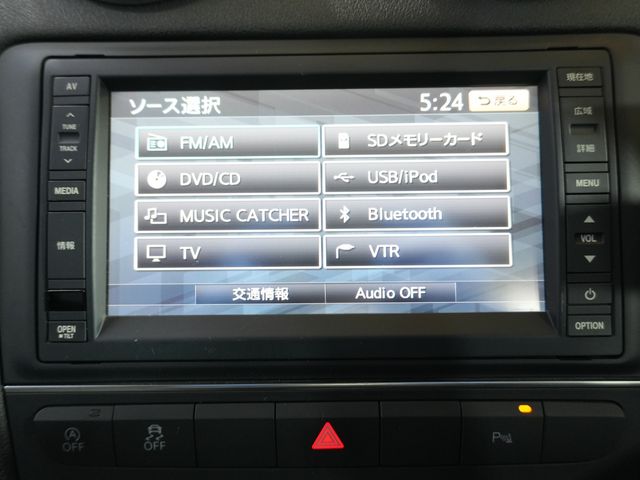 AV
TUNE
TRACK
MEDIA
情報
OPEN
TILT
ソース選択
5:24
戻る
FM/AM
SDメモリーカード
DVD/CD
USB/iPod
MUSIC CATCHER
Bluetooth
TV
VTR
交通情報
Audio OFF
現在地
広域
詳細
MENU
VOL
OPTION
A
OFF
OFF
P